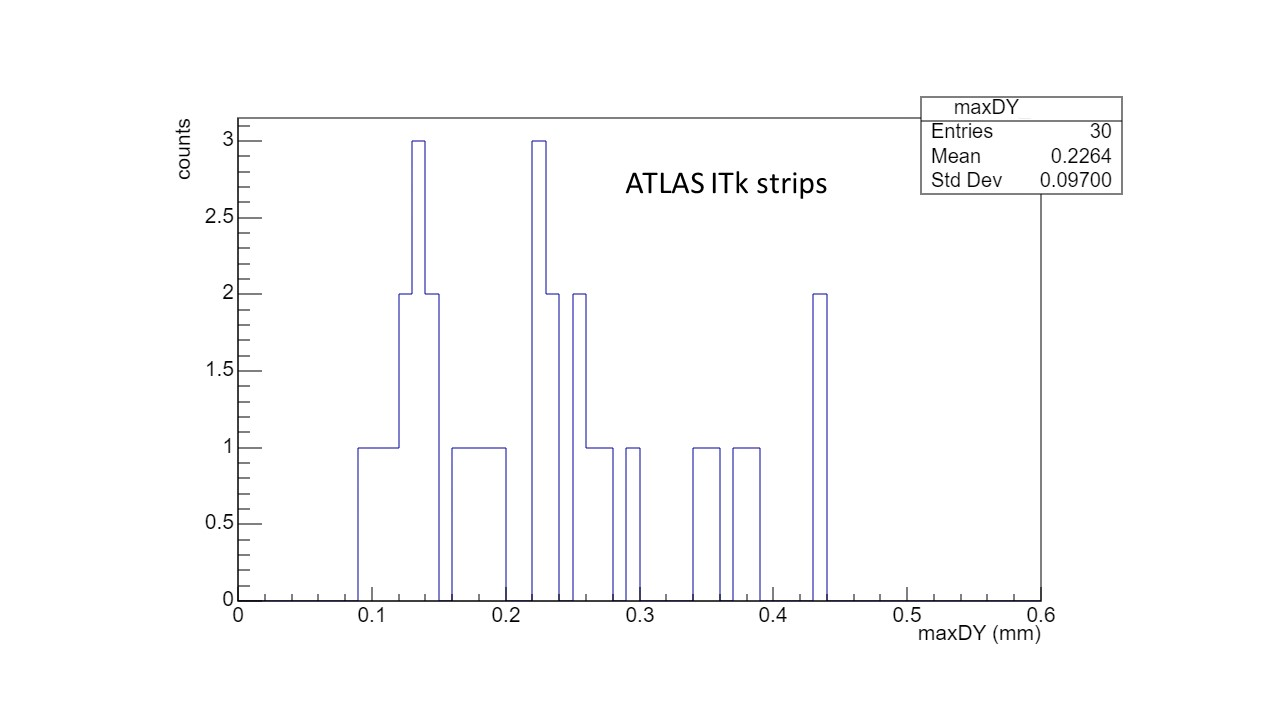 maxDY
Entries 30
Mean 0.2264
Std Dev 0.09700
counts
ATLAS ITk strips
3
2.5
2
1.5
1
0.5
0
0 0.1 0.2 0.3 0.4 0.5 0.6
maxDY (mm)